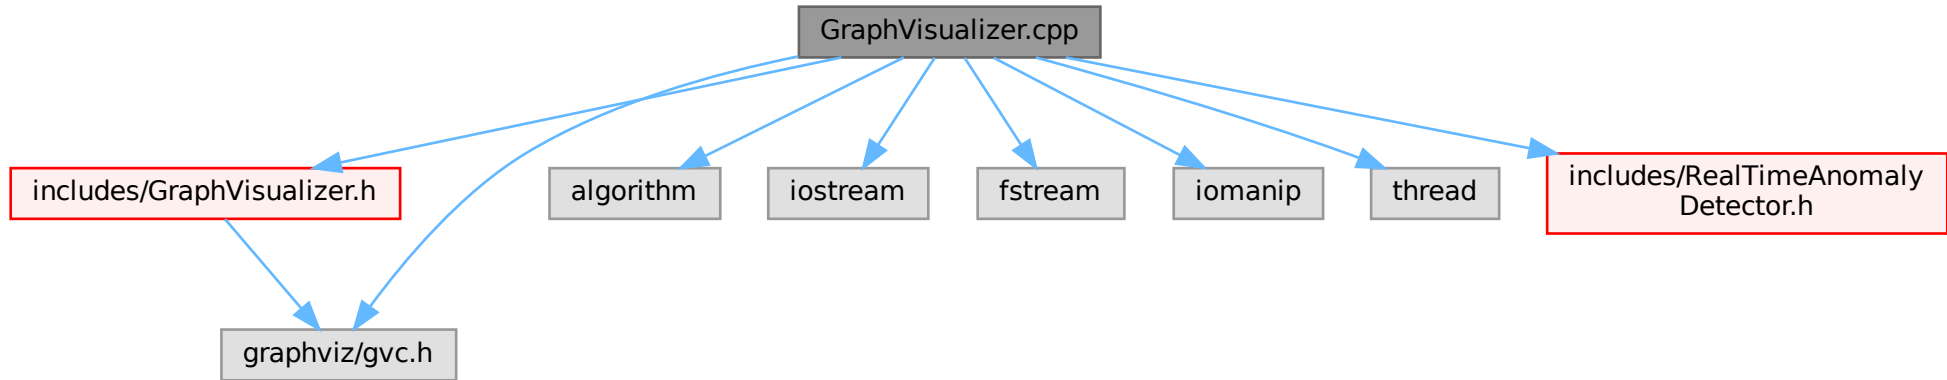 GraphVisualizer.cpp
includes/GraphVisualizer.h
algorithm
iostream
fstream
iomanip
thread
includes/RealTimeAnomaly
Detector.h
graphviz/gvc.h